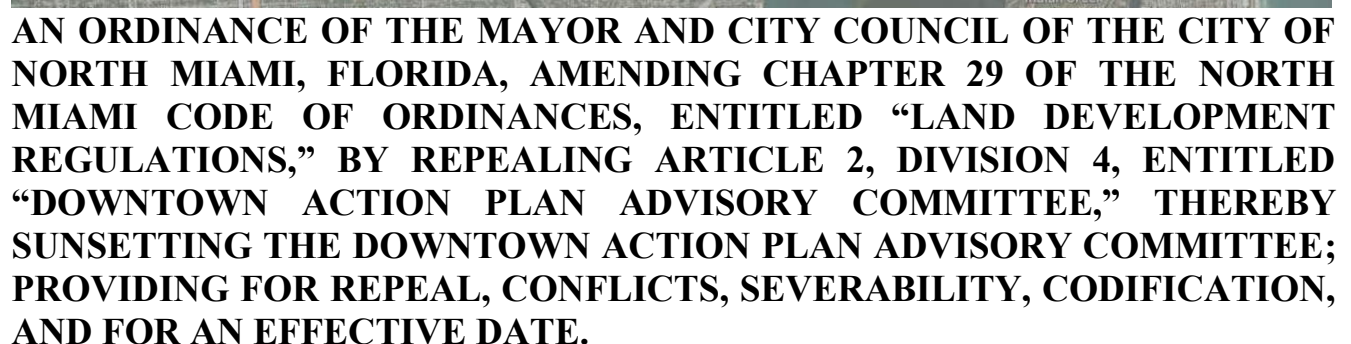 AN ORDINANCE OF THE MAYOR AND CITY COUNCIL OF THE CITY OF
NORTH MIAMI, FLORIDA, AMENDING CHAPTER 29 OF THE NORTH
MIAMI CODE OF ORDINANCES, ENTITLED “LAND DEVELOPMENT
REGULATIONS,” BY REPEALING ARTICLE 2, DIVISION 4, ENTITLED
“DOWNTOWN ACTION PLAN ADVISORY COMMITTEE,” THEREBY
SUNSETTING THE DOWNTOWN ACTION PLAN ADVISORY COMMITTEE;
PROVIDING FOR REPEAL, CONFLICTS, SEVERABILITY, CODIFICATION,
AND FOR AN EFFECTIVE DATE.